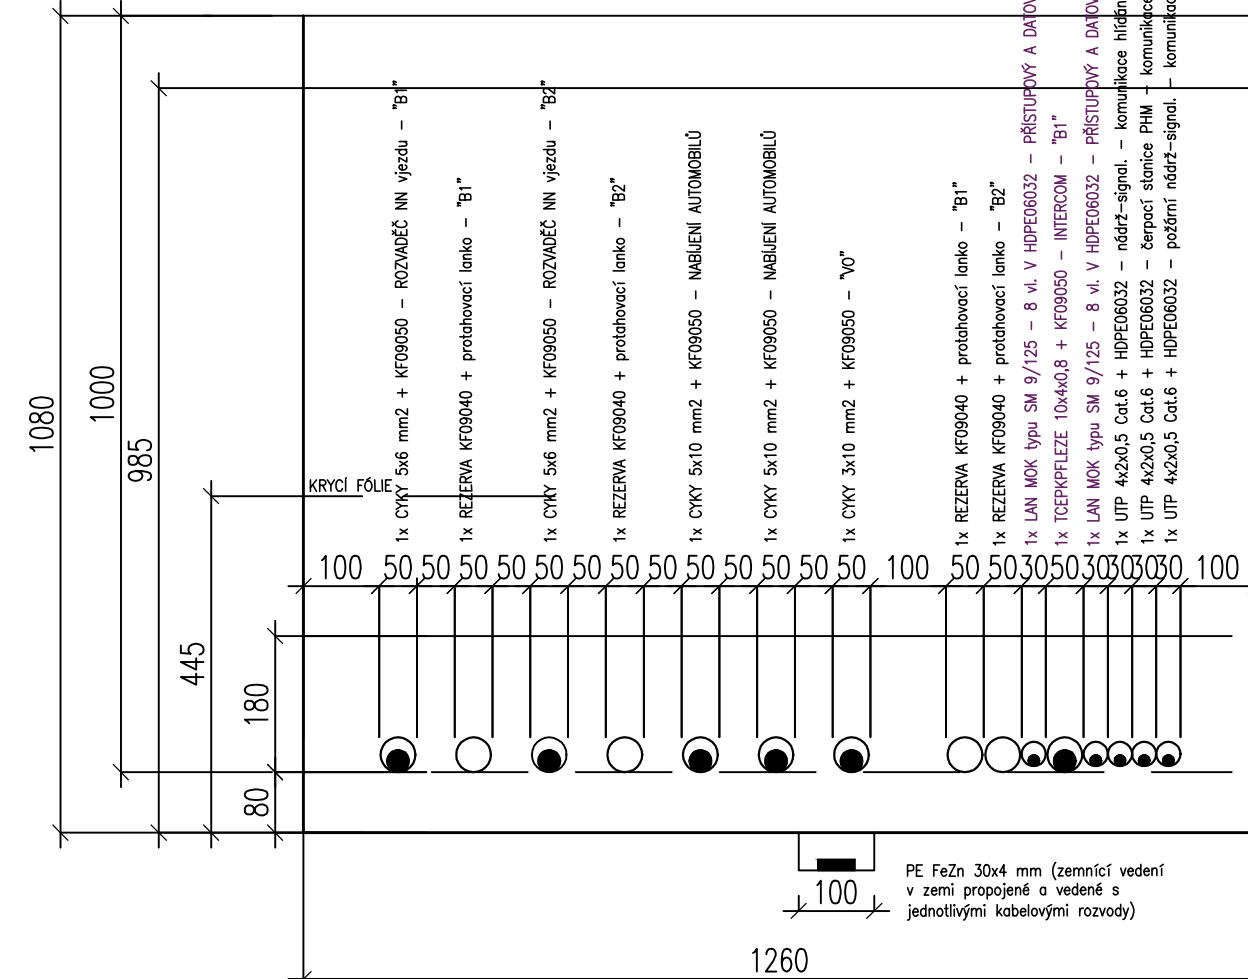 1x CYKY 5x6 mm2 + KF09050 – ROZVADĚČ NN vjezdu – "B1"
1x REZERVA KF09040 + protahovací lanko – "B1"
1x CYKY 5x6 mm2 + KF09050 – ROZVADĚČ NN vjezdu – "B2"
1x REZERVA KF09040 + protahovací lanko – "B2"
1x CYKY 5x10 mm2 + KF09050 – NABÍJENÍ AUTOMOBILŮ
1x CYKY 5x10 mm2 + KF09050 – NABÍJENÍ AUTOMOBILŮ
1x CYKY 3x10 mm2 + KF09050 – "VO"
1x REZERVA KF09040 + protahovací lanko – "B1"
1x REZERVA KF09040 + protahovací lanko – "B2"
1x LAN MOK typu SM 9/125 – 8 vl. V HDPE06032 – PŘÍSTUPOVÝ A DATOV
1x TCEPKPFLEZE 10x4x0,8 + KF09050 – INTERCOM – "B1"
1x LAN MOK typu SM 9/125 – 8 vl. V HDPE06032 – PŘÍSTUPOVÝ A DATOV
1x UTP 4x2x0,5 Cat.6 + HDPE06032 – nádrž–signal. – komunikace hlídán
1x UTP 4x2x0,5 Cat.6 + HDPE06032 – čerpací stanice PHM – komunikace
1x UTP 4x2x0,5 Cat.6 + HDPE06032 – požární nádrž–signal. – komunikac
1080
1000
985
KRYCÍ FÓLIE
100 50 50 50 50 50 50 50 50 50 50 50 50 50 100 50 50 30 50 30 30 30 30 100
445
180
80
PE FeZn 30x4 mm (zemnící vedení
v zemi propojené a vedené s
jednotlivými kabelovými rozvody)
100
1260